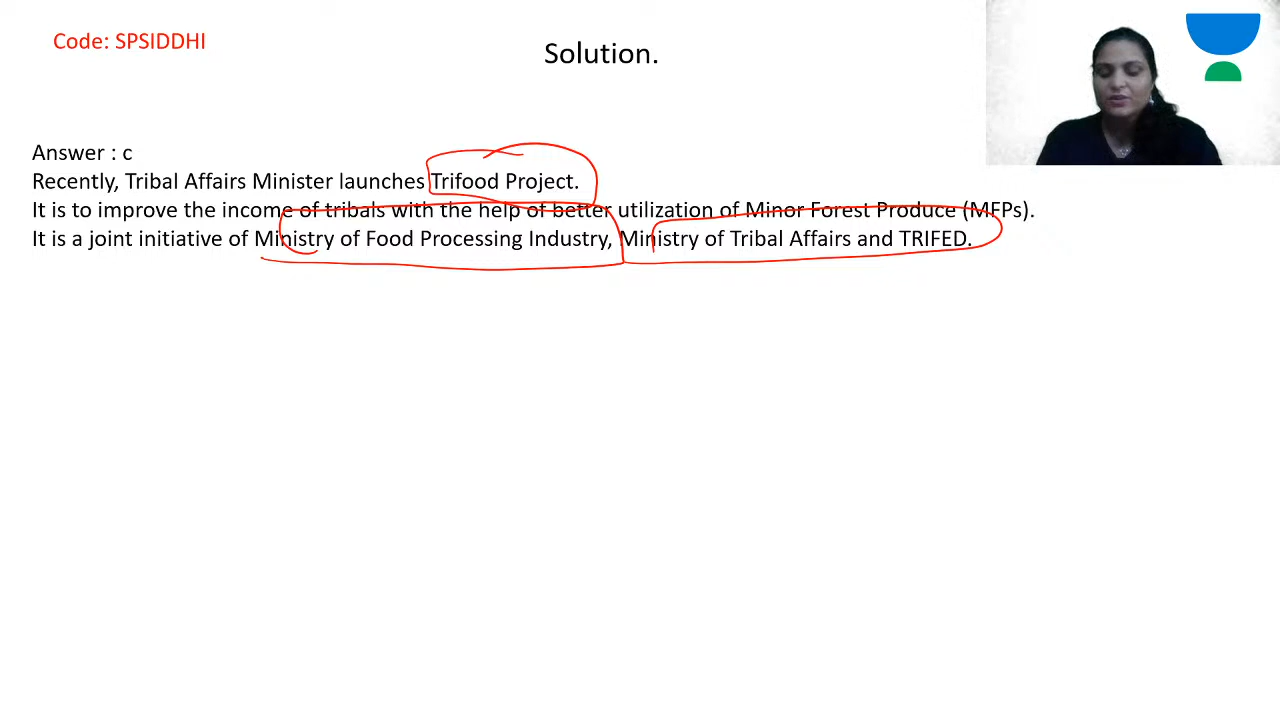 Code: SPSIDDHI
Solution.
Answer : c
Recently, Tribal Affairs Minister launches Trifood Project.
It is to improve the income of tribals with the help of better utilization of Minor Forest Produce (MFPs).
It is a joint initiative of Ministry of Food Processing Industry, Ministry of Tribal Affairs and TRIFED.